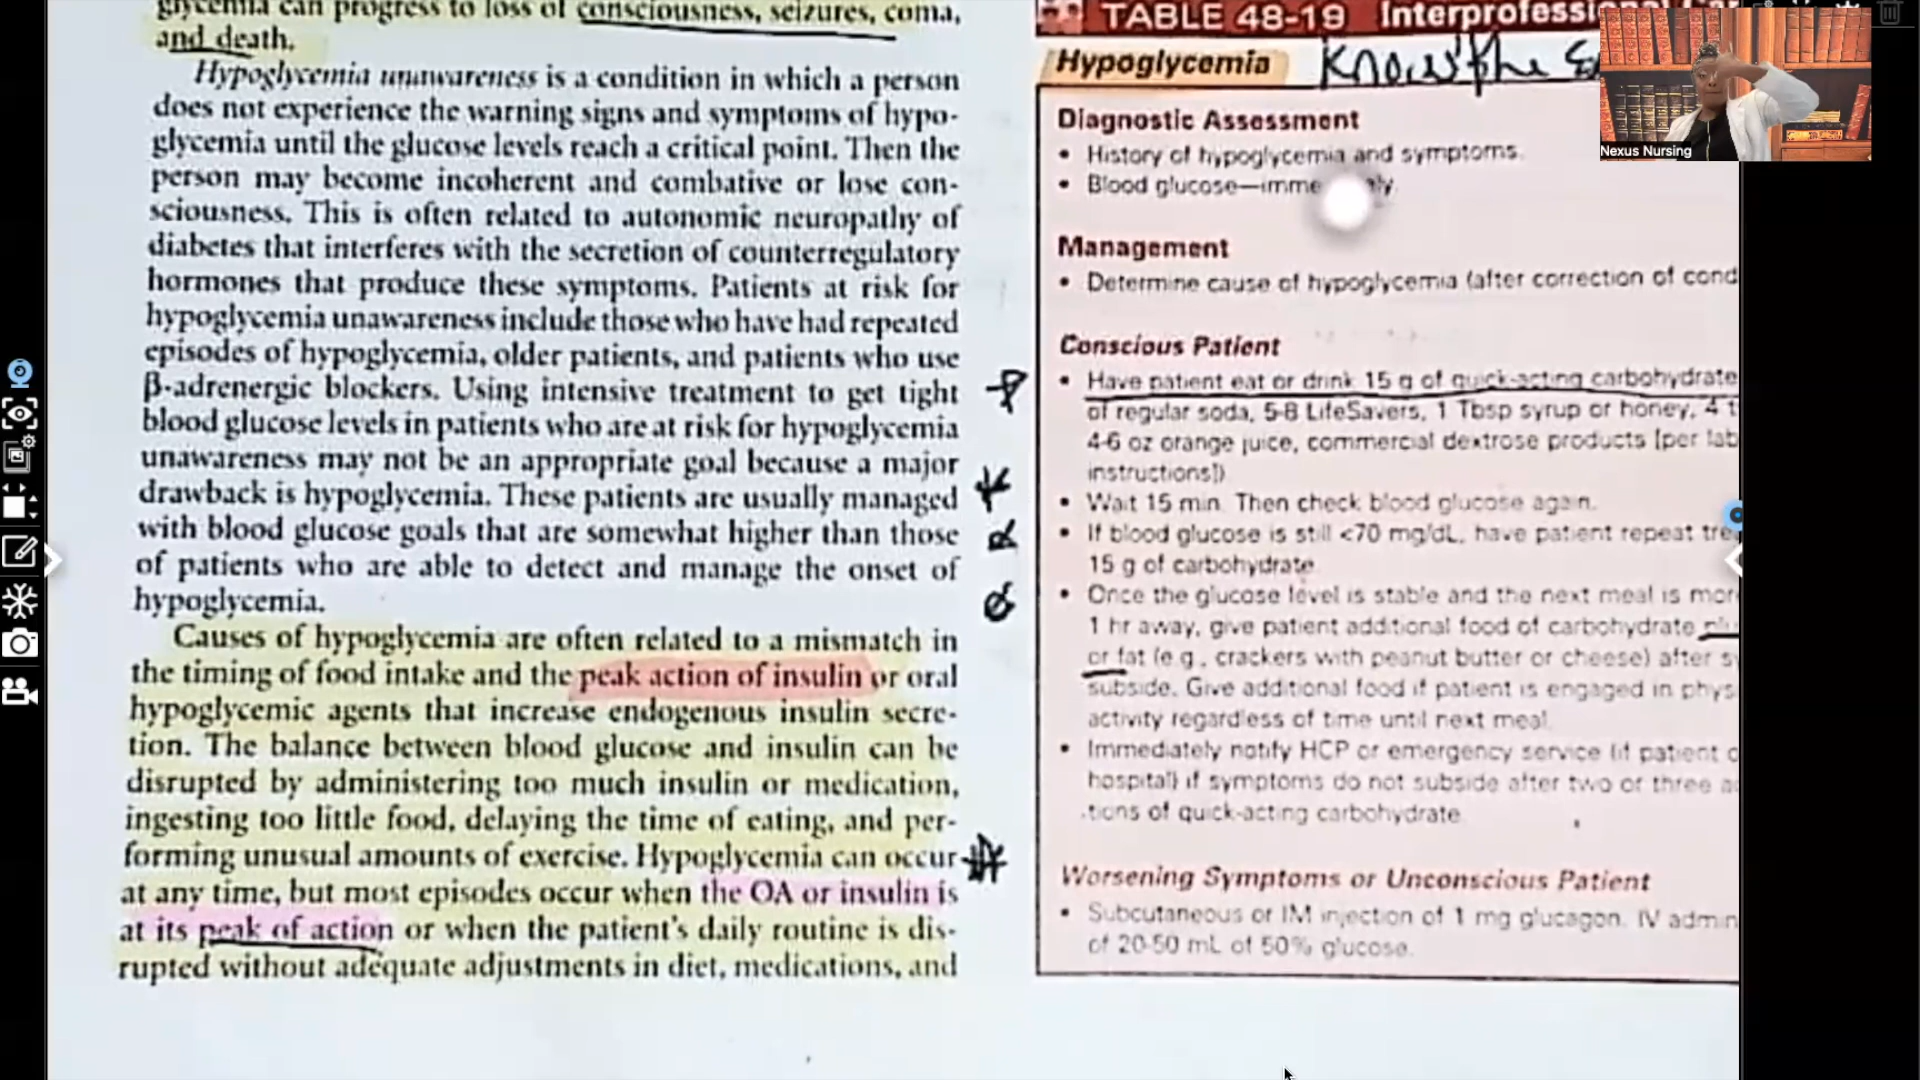 glycemia can progress to loss of consciousness, seizures, coma,
and death.
Hypoglycemia unawareness is a condition in which a person
does not experience the warning signs and symptoms of hypo-
glycemia until the glucose levels reach a critical point. Then the
person may become incoherent and combative or lose con-
sciousness. This is often related to autonomic neuropathy of
diabetes that interferes with the secretion of counterregulatory
hormones that produce these symptoms. Patients at risk for
hypoglycemia unawareness include those who have had repeated
episodes of hypoglycemia, older patients, and patients who use
β-adrenergic blockers. Using intensive treatment to get tight
blood glucose levels in patients who are at risk for hypoglycemia
unawareness may not be an appropriate goal because a major
drawback is hypoglycemia. These patients are usually managed
with blood glucose goals that are somewhat higher than those
of patients who are able to detect and manage the onset of
hypoglycemia.
Causes of hypoglycemia are often related to a mismatch in
the timing of food intake and the peak action of insulin or oral
hypoglycemic agents that increase endogenous insulin secre-
tion. The balance between blood glucose and insulin can be
disrupted by administering too much insulin or medication,
ingesting too little food, delaying the time of eating, and per-
forming unusual amounts of exercise. Hypoglycemia can occur
at any time, but most episodes occur when the OA or insulin is
at its peak of action or when the patient's daily routine is dis-
rupted without adequate adjustments in diet, medications, and
TABLE 48-19 Interprofessional
Hypoglycemia Know the
Diagnostic Assessment
• History of hypoglycemia and symptoms.
• Blood glucose—imme
Management
• Determine cause of hypoglycemia (after correction of cond
Conscious Patient
• Have patient eat or drink 15 g of quick-acting carbohydrate
of regular soda, 5-8 LifeSavers, 1 Tbsp syrup or honey, 4 t
4-6 oz orange juice, commercial dextrose products [per lab
instructions])
• Wait 15 min. Then check blood glucose again.
• If blood glucose is still <70 mg/dL, have patient repeat tre
15 g of carbohydrate
• Once the glucose level is stable and the next meal is mor
1 hr away, give patient additional food of carbohydrate plu
or fat (e.g., crackers with peanut butter or cheese) after s
subside. Give additional food if patient is engaged in phys
activity regardless of time until next meal.
• Immediately notify HCP or emergency service (if patient o
hospital) if symptoms do not subside after two or three a
tions of quick-acting carbohydrate.
Worsening Symptoms or Unconscious Patient
• Subcutaneous or IM injection of 1 mg glucagon. IV admin
of 20-50 mL of 50% glucose.
Nexus Nursing